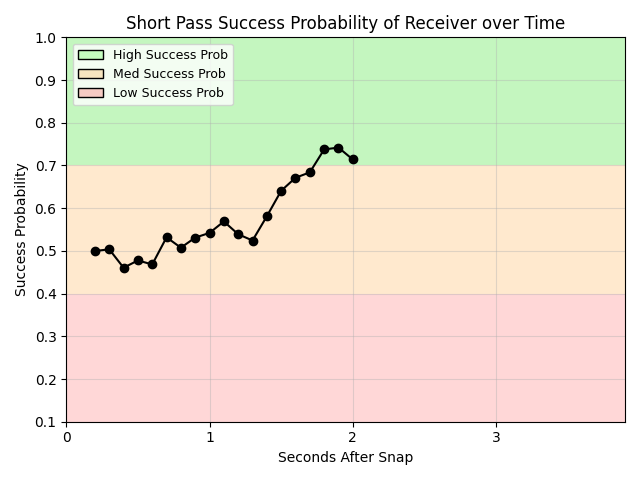 Short Pass Success Probability of Receiver over Time
High Success Prob
Med Success Prob
Low Success Prob
Success Probability
1.0
0.9
0.8
0.7
0.6
0.5
0.4
0.3
0.2
0.1
0 1 2 3
Seconds After Snap